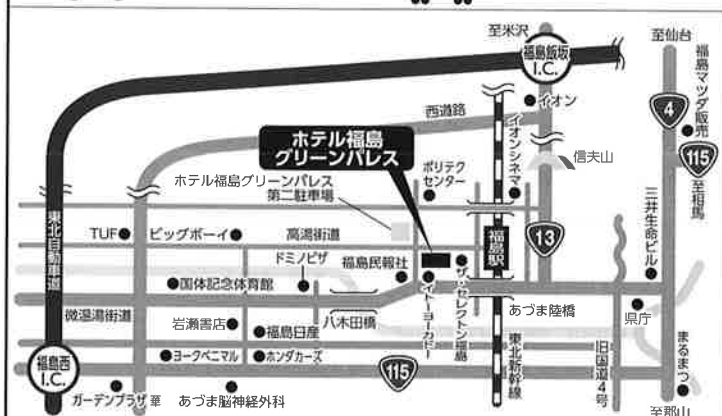 至米沢
至仙台
福島飯坂
I.C.
福島マツダ販売
イオン
4
西道路
イオンシネマ
115
ホテル福島
グリーンパレス
信夫山
ポリテク
センター
至相馬
ホテル福島グリーンパレス
第二駐車場
三井生命ビル
東北自動車道
TUF
ビッグボーイ
高湯街道
福島駅
13
ドミノピザ
福島民報社
国体記念体育館
イトーヨーカドー
ザ・セレクトン福島
あづま陸橋
微温湯街道
岩瀬書店
八木田橋
県庁
福島日産
東北新幹線
旧国道4号
まるまつ
福島西
I.C.
ヨークベニマル
ホンダカーズ
115
ガーデンプラザ華
あづま脳神経外科
至郡山